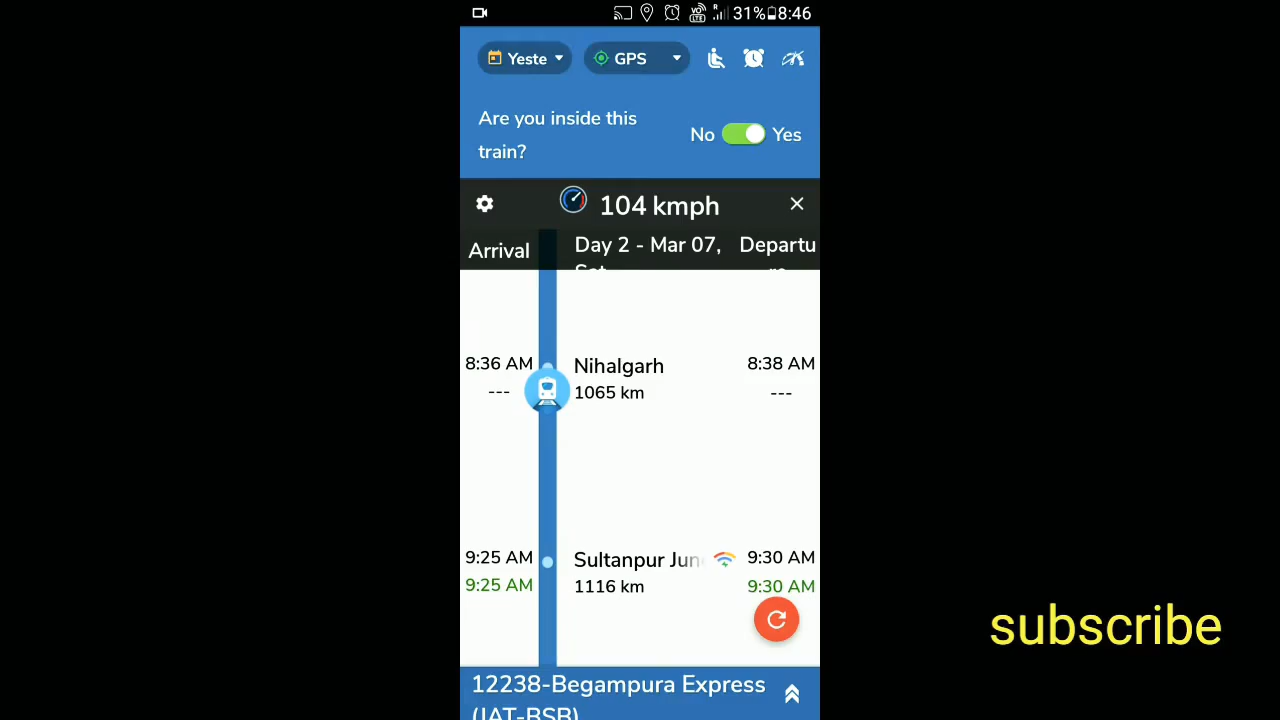 31% 8:46
Yeste GPS
Are you inside this
train?
No Yes
104 kmph
Arrival Day 2 - Mar 07, Departu
8:36 AM Nihalgarh 8:38 AM
--- 1065 km ---
9:25 AM Sultanpur Jun 9:30 AM
9:25 AM 1116 km 9:30 AM
subscribe
12238-Begampura Express
(JAT-BSB)